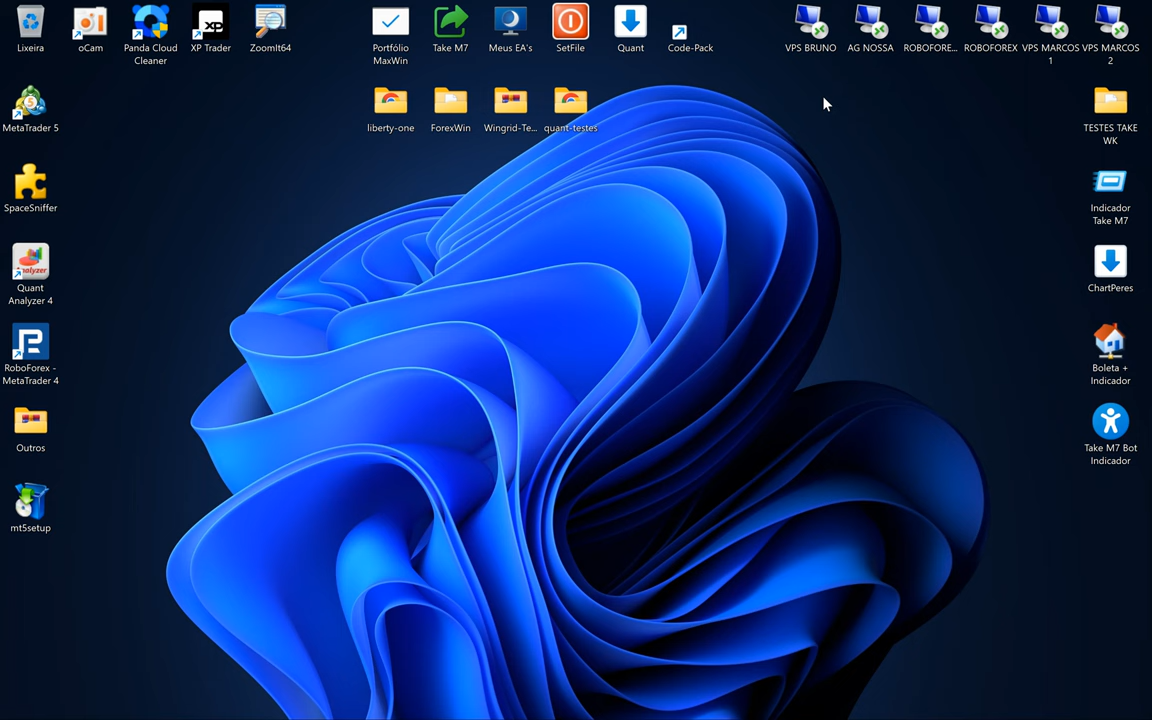 Lixeira
oCam
Panda Cloud
Cleaner
XP Trader
ZoomIt64
Portfólio
MaxWin
Take M7
Meus EA's
SetFile
Quant
Code-Pack
VPS BRUNO
AG NOSSA
ROBOFORE...
ROBOFOREX
VPS MARCOS
1
VPS MARCOS
2
MetaTrader 5
liberty-one
ForexWin
Wingrid-Te...
quant-testes
TESTES TAKE
WK
SpaceSniffer
Indicador
Take M7
Quant
Analyzer 4
ChartPeres
RoboForex -
MetaTrader 4
Boleta +
Indicador
Outros
Take M7 Bot
Indicador
mt5setup